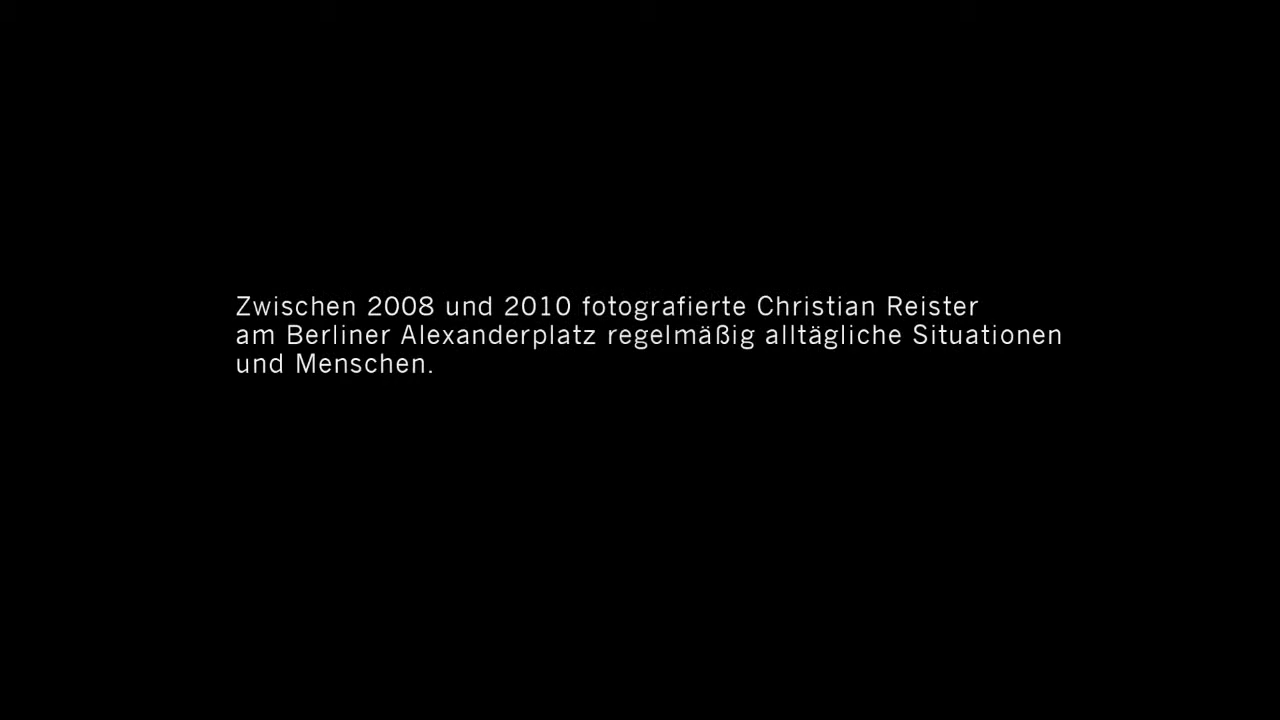 Zwischen 2008 und 2010 fotografierte Christian Reister
am Berliner Alexanderplatz regelmäßig alltägliche Situationen
und Menschen.